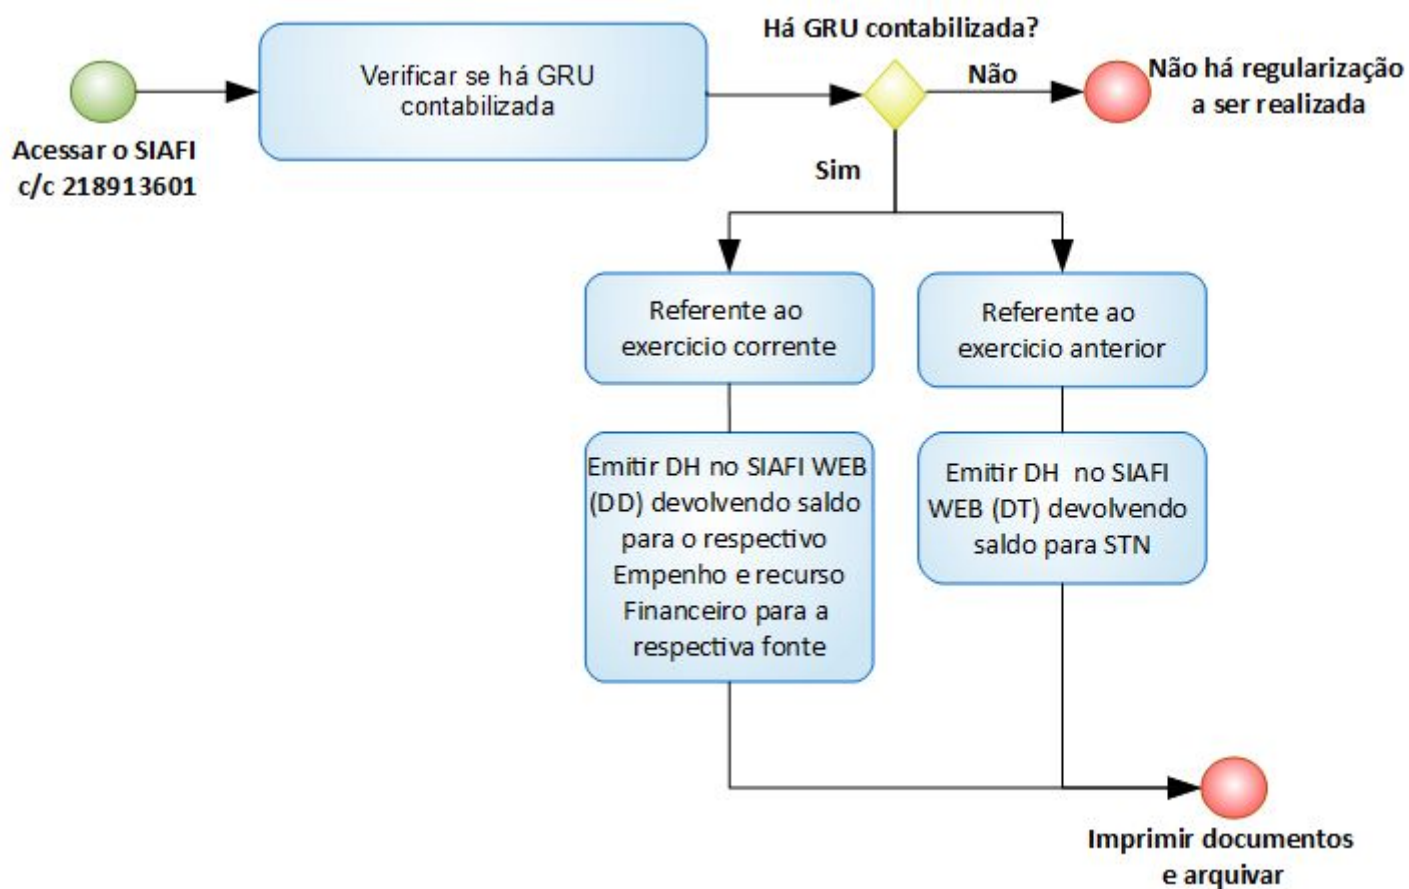 Há GRU contabilizada?
Verificar se há GRU
contabilizada
Não
Não há regularização
a ser realizada
Acessar o SIAFI
c/c 218913601
Sim
Referente ao
exercicio corrente
Referente ao
exercicio anterior
Emitir DH no SIAFI WEB
(DD) devolvendo saldo
para o respectivo
Empenho e recurso
Financeiro para a
respectiva fonte
Emitir DH no SIAFI
WEB (DT) devolvendo
saldo para STN
Imprimir documentos
e arquivar